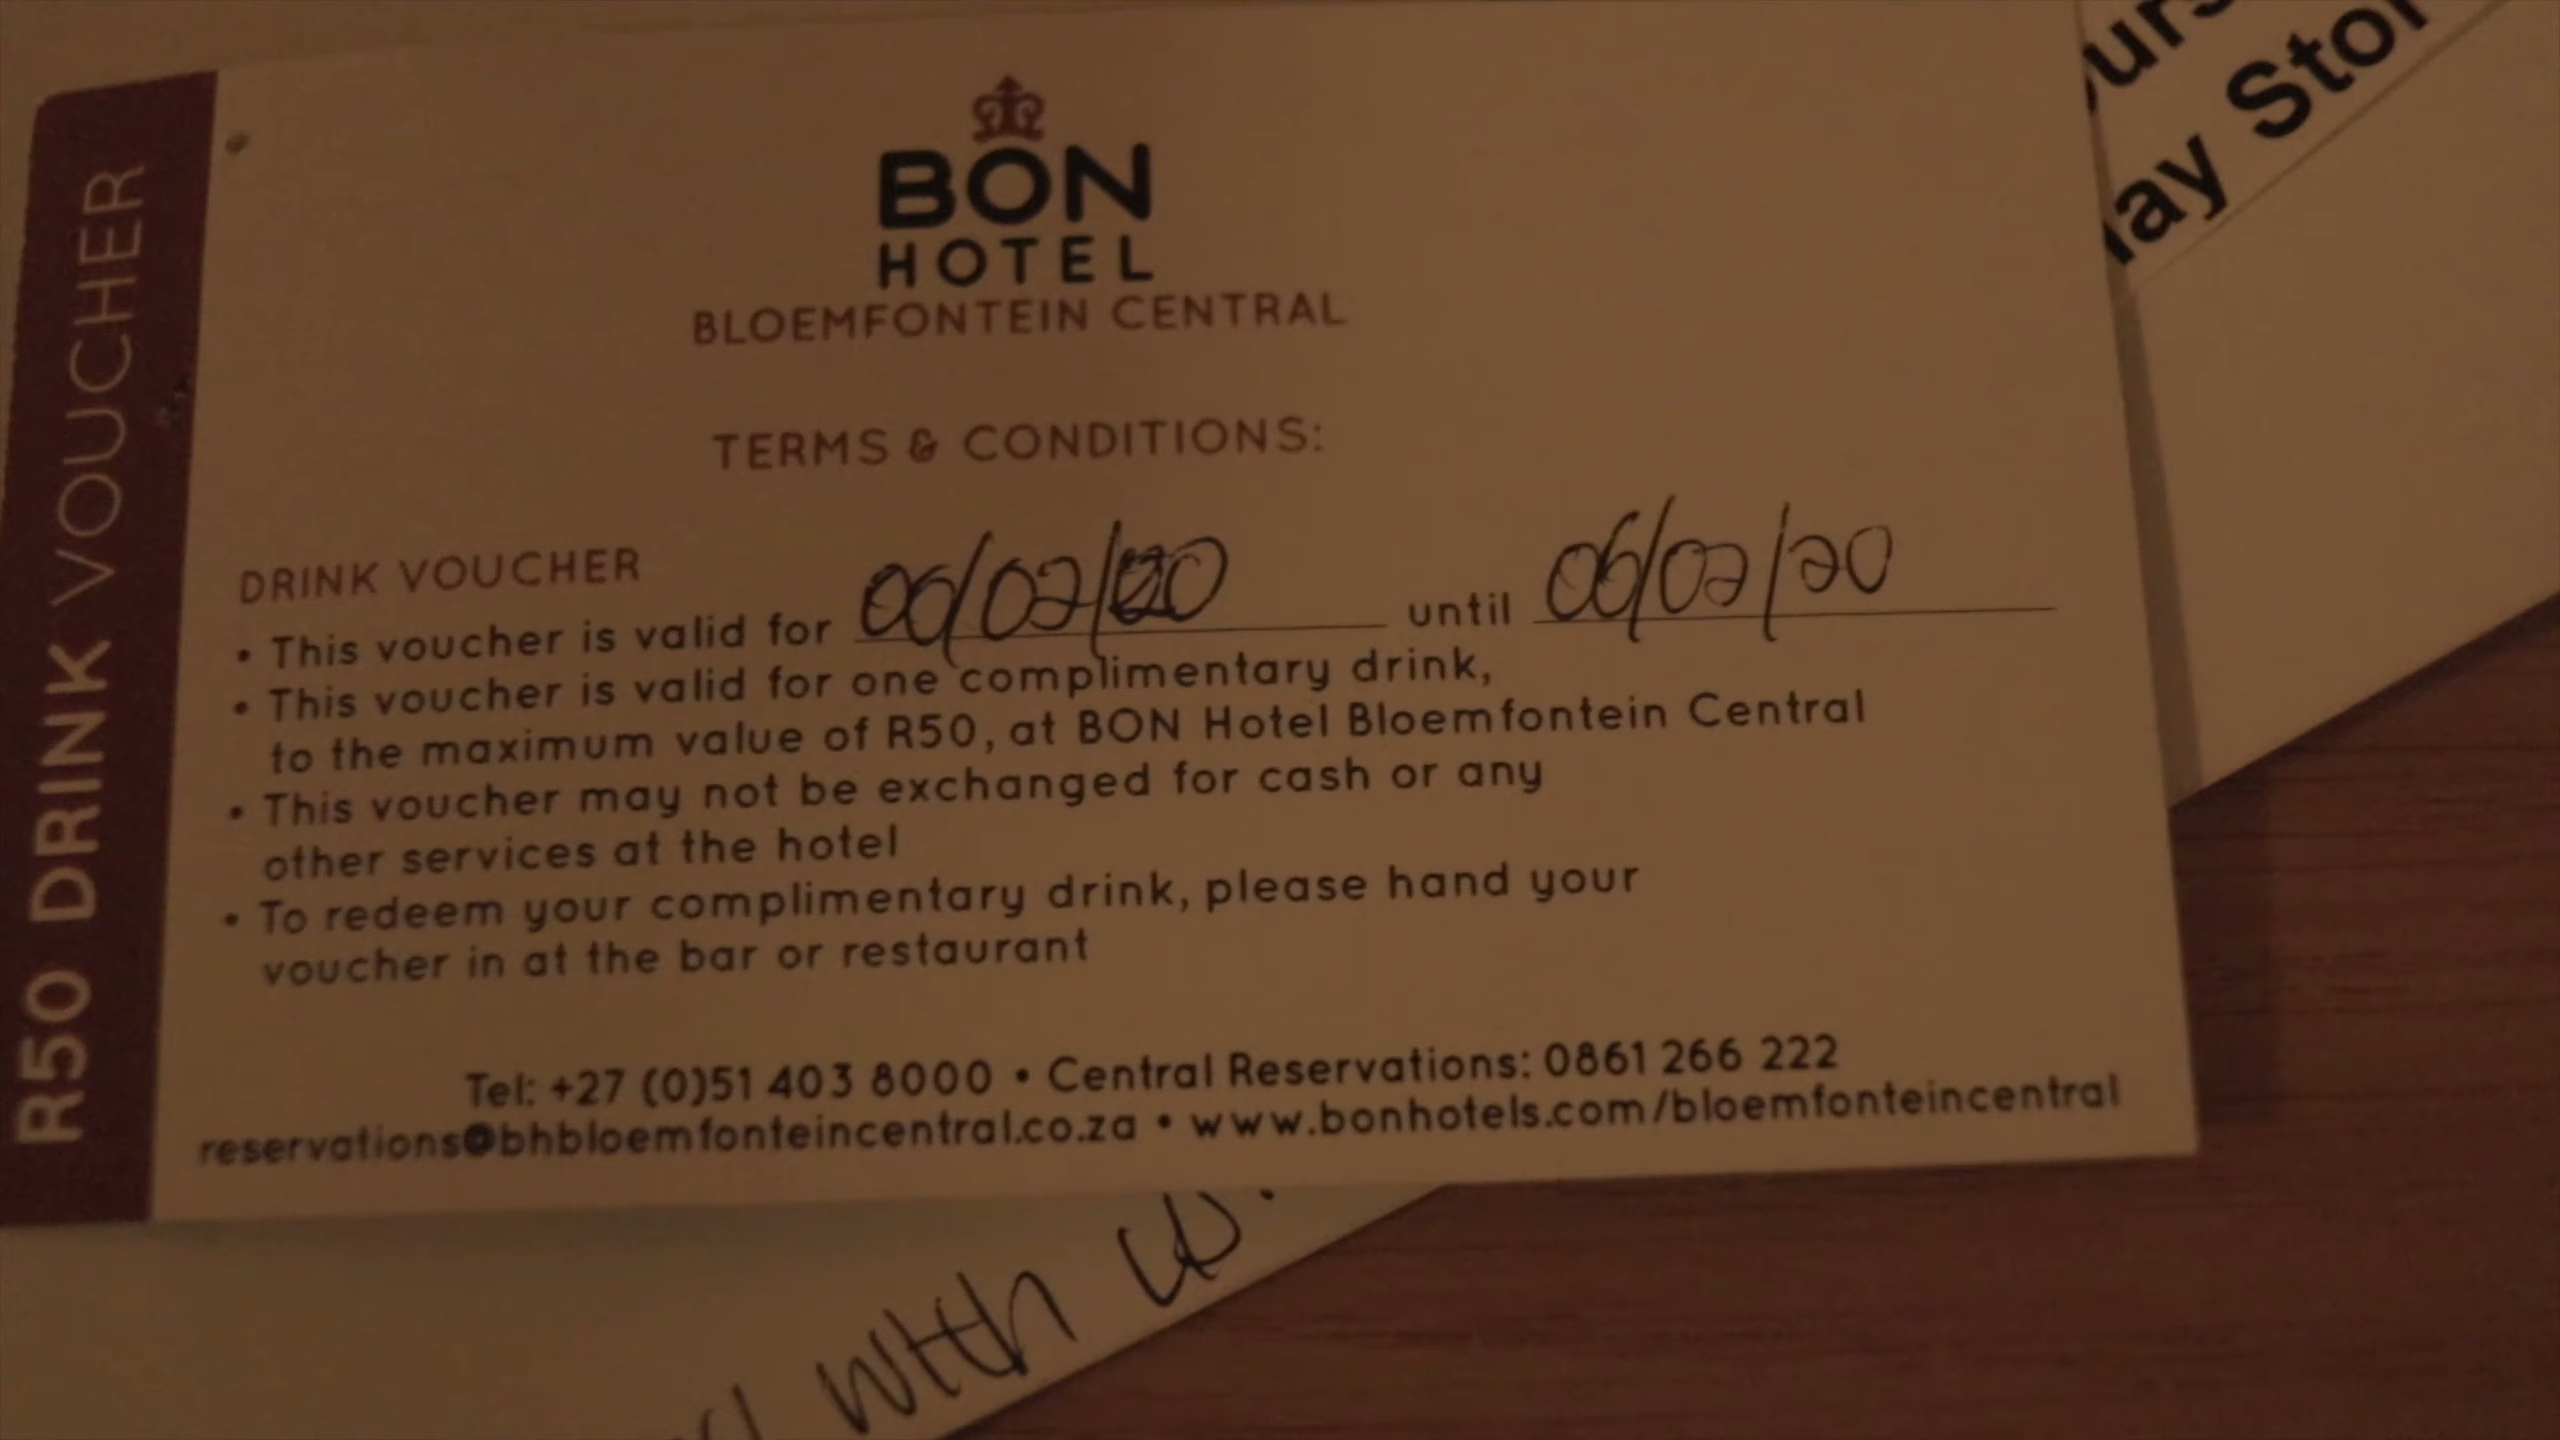 BON
HOTEL
BLOEMFONTEIN CENTRAL
TERMS & CONDITIONS:
DRINK VOUCHER
• This voucher is valid for 06/02/20 until 06/02/20
• This voucher is valid for one complimentary drink,
to the maximum value of R50, at BON Hotel Bloemfontein Central
• This voucher may not be exchanged for cash or any
other services at the hotel
• To redeem your complimentary drink, please hand your
voucher in at the bar or restaurant
Tel: +27 (0)51 403 8000 • Central Reservations: 0861 266 222
reservations@bhbloemfonteincentral.co.za • www.bonhotels.com/bloemfonteincentral
R50 DRINK VOUCHER
with us.